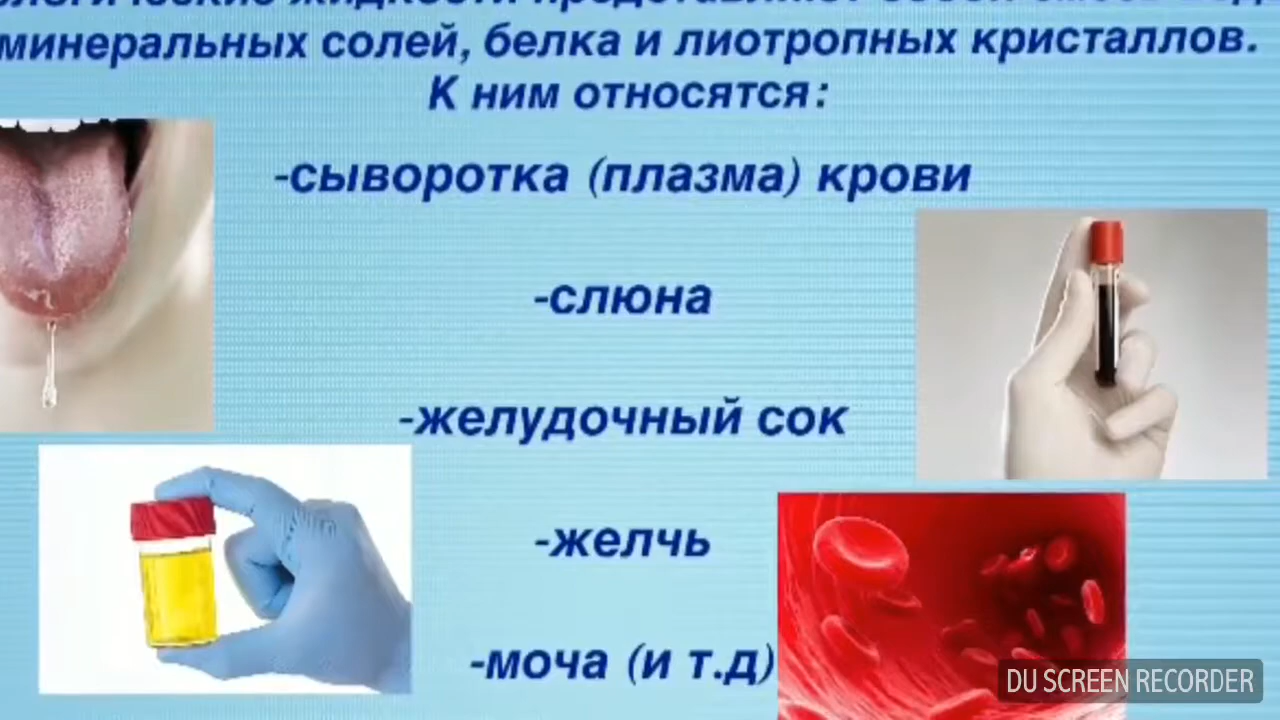 минеральных солей, белка и лиотропных кристаллов.
К ним относятся:
-сыворотка (плазма) крови
-слюна
-желудочный сок
-желчь
-моча (и т.д)
DU SCREEN RECORDER